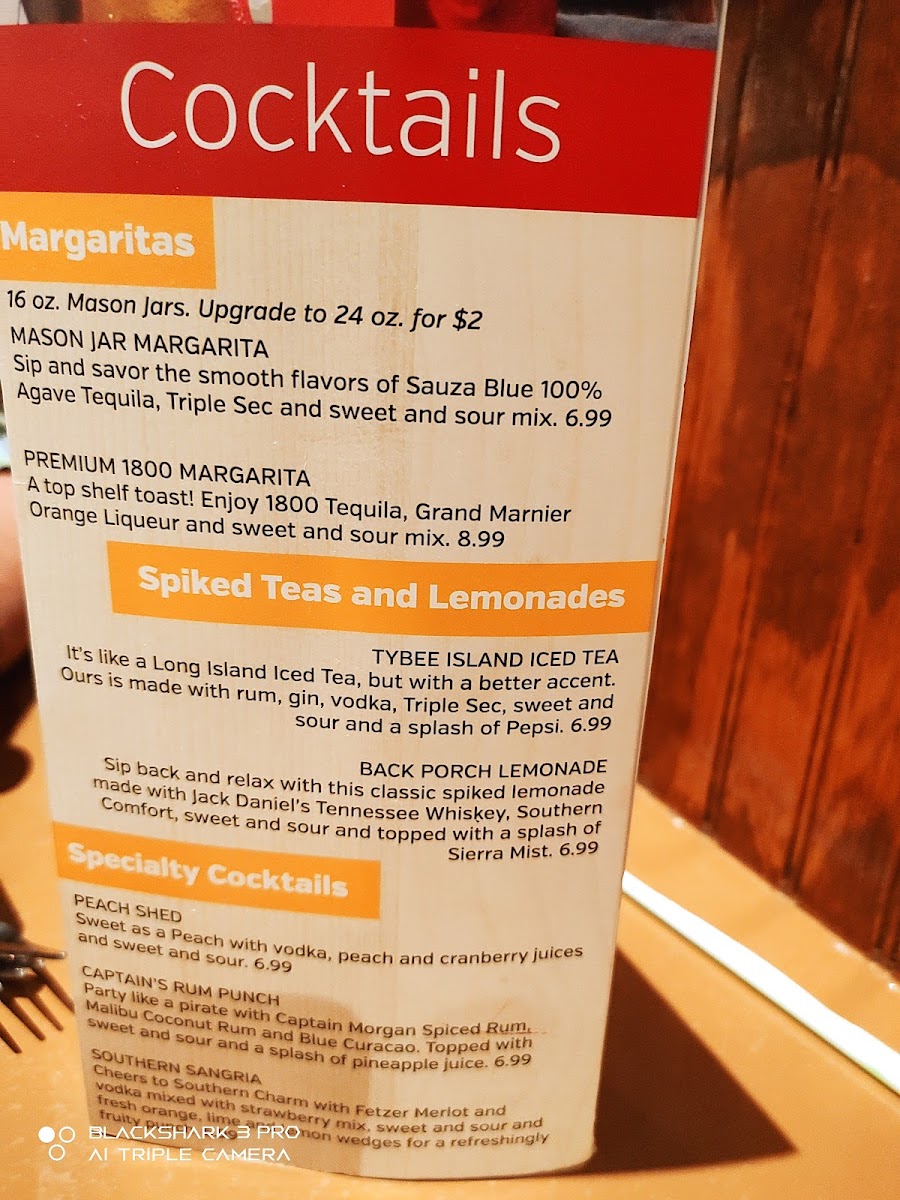 Cocktails
Margaritas
16 oz. Mason Jars. Upgrade to 24 oz. for $2
MASON JAR MARGARITA
Sip and savor the smooth flavors of Sauza Blue 100%
Agave Tequila, Triple Sec and sweet and sour mix. 6.99
PREMIUM 1800 MARGARITA
A top shelf toast! Enjoy 1800 Tequila, Grand Marnier
Orange Liqueur and sweet and sour mix. 8.99
Spiked Teas and Lemonades
TYBEE ISLAND ICED TEA
It's like a Long Island Iced Tea, but with a better accent.
Ours is made with rum, gin, vodka, Triple Sec, sweet and
sour and a splash of Pepsi. 6.99
BACK PORCH LEMONADE
Sip back and relax with this classic spiked lemonade
made with Jack Daniel's Tennessee Whiskey, Southern
Comfort, sweet and sour and topped with a splash of
Sierra Mist. 6.99
Specialty Cocktails
PEACH SHED
Sweet as a Peach with vodka, peach and cranberry juices
and sweet and sour. 6.99
CAPTAIN'S RUM PUNCH
Party like a pirate with Captain Morgan Spiced Rum,
Malibu Coconut Rum and Blue Curacao. Topped with
sweet and sour and a splash of pineapple juice. 6.99
SOUTHERN SANGRIA
Cheers to Southern Charm with Fetzer Merlot and
vodka mixed with strawberry mix, sweet and sour and
fresh orange, lime and wedges for a refreshingly
fruity
BLACKSHARK 3 PRO
AI TRIPLE CAMERA